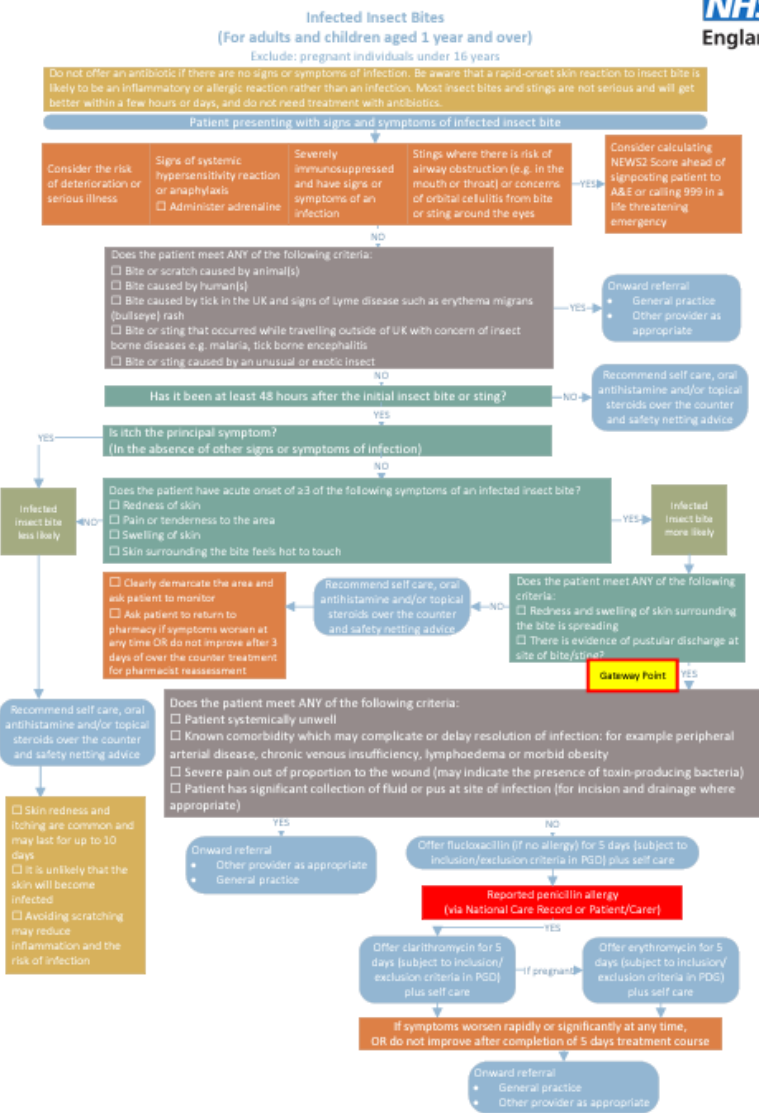 NHS
England
Infected Insect Bites
(For adults and children aged 1 year and over)
Exclude: pregnant individuals under 16 years
Do not offer an antibiotic if there are no signs or symptoms of infection. Be aware that a rapid-onset skin reaction to insect bite is
likely to be an inflammatory or allergic reaction rather than an infection. Most insect bites and stings are not serious and will get
better within a few hours or days, and do not need treatment with antibiotics.
Patient presenting with signs and symptoms of infected insect bite
Consider the risk
of deterioration or
serious illness
Signs of systemic
hypersensitivity reaction
or anaphylaxis
☐ Administer adrenaline
Severely
immunosuppressed
and have signs or
symptoms of an
infection
Stings where there is risk of
airway obstruction (e.g. in the
mouth or throat) or concerns
of orbital cellulitis from bite
or sting around the eyes
YES
Consider calculating
NEWS2 Score ahead of
signposting patient to
A&E or calling 999 in a
life threatening
emergency
NO
Does the patient meet ANY of the following criteria:
☐ Bite or scratch caused by animal(s)
☐ Bite caused by human(s)
☐ Bite caused by tick in the UK and signs of Lyme disease such as erythema migrans
(bullseye) rash
☐ Bite or sting that occurred while travelling outside of UK with concern of insect
borne diseases e.g. malaria, tick borne encephalitis
☐ Bite or sting caused by an unusual or exotic insect
YES
Onward referral
• General practice
• Other provider as
appropriate
NO
Has it been at least 48 hours after the initial insect bite or sting?
NO
Recommend self care, oral
antihistamine and/or topical
steroids over the counter
and safety netting advice
YES
Is itch the principal symptom?
(In the absence of other signs or symptoms of infection)
YES
NO
Infected
insect bite
less likely
NO
Does the patient have acute onset of ≥3 of the following symptoms of an infected insect bite?
☐ Redness of skin
☐ Pain or tenderness to the area
☐ Swelling of skin
☐ Skin surrounding the bite feels hot to touch
YES
Infected
Insect bite
more likely
☐ Clearly demarcate the area and
ask patient to monitor
☐ Ask patient to return to
pharmacy if symptoms worsen at
any time OR do not improve after 3
days of over the counter treatment
for pharmacist reassessment
Recommend self care, oral
antihistamine and/or topical
steroids over the counter
and safety netting advice
NO
Does the patient meet ANY of the following
criteria:
☐ Redness and swelling of skin surrounding
the bite is spreading
☐ There is evidence of pustular discharge at
site of bite/sting?
Gateway Point
YES
Recommend self care, oral
antihistamine and/or topical
steroids over the counter
and safety netting advice
Does the patient meet ANY of the following criteria:
☐ Patient systemically unwell
☐ Known comorbidity which may complicate or delay resolution of infection: for example peripheral
arterial disease, chronic venous insufficiency, lymphoedema or morbid obesity
☐ Severe pain out of proportion to the wound (may indicate the presence of toxin-producing bacteria)
☐ Patient has significant collection of fluid or pus at site of infection (for incision and drainage where
appropriate)
☐ Skin redness and
itching are common and
may last for up to 10
days
☐ It is unlikely that the
skin will become
infected
☐ Avoiding scratching
may reduce
inflammation and the
risk of infection
YES
Onward referral
• Other provider as appropriate
• General practice
NO
Offer flucloxacillin (if no allergy) for 5 days (subject to
inclusion/exclusion criteria in PGD) plus self care
Reported penicillin allergy
(via National Care Record or Patient/Carer)
YES
Offer clarithromycin for 5
days (subject to inclusion/
exclusion criteria in PGD)
plus self care
If pregnant
Offer erythromycin for 5
days (subject to inclusion/
exclusion criteria in PDG)
plus self care
If symptoms worsen rapidly or significantly at any time,
OR do not improve after completion of 5 days treatment course
Onward referral
• General practice
• Other provider as appropriate